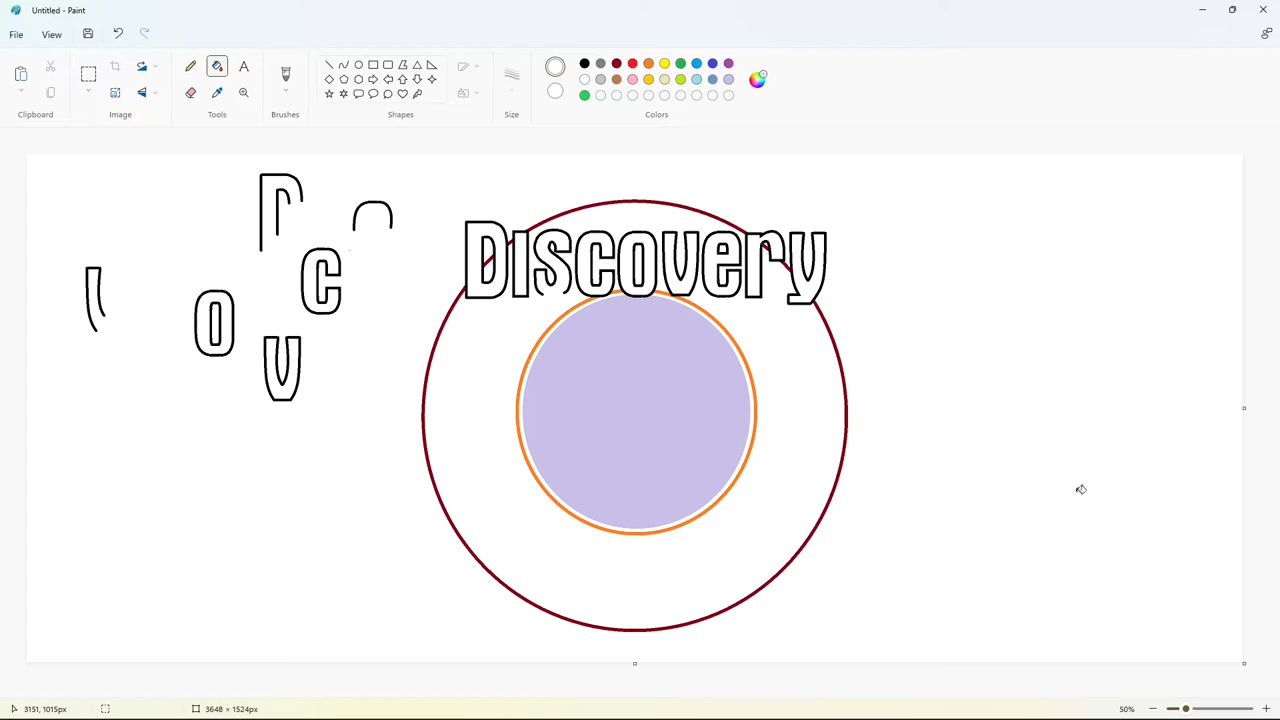 Untitled - Paint
File View
Clipboard Image Tools Brushes Shapes Size Colors
Discovery
c
o
v
3151, 1015px 3648 × 1524px 50%